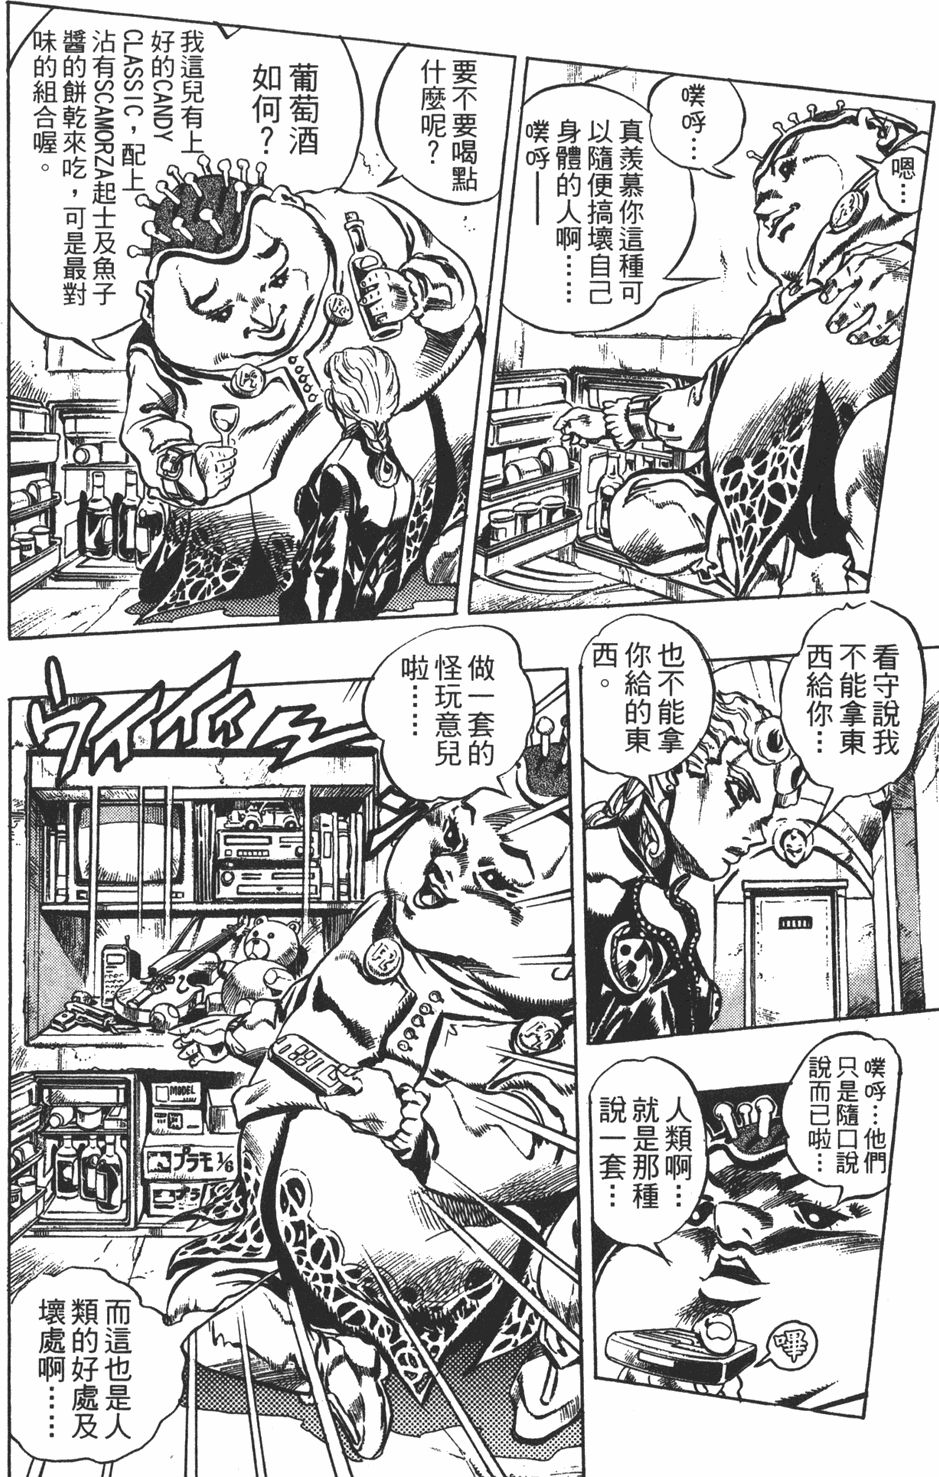 嗯…
噗
呼…
真羨慕你這種可
以隨便搞壞自己
身體的人啊……
噗呼——
要不要喝點
什麼呢？
葡萄酒
如何？
我這兒有上
好的CANDY
CLASSIC，配上
沾有SCAMORZA起士及魚子
醬的餅乾來吃，可是最對
味的組合喔。
看守說我
不能拿東
西給你…
也不能拿
你給的東
西。
噗呼…他們
只是隨口說
說而已啦…
人類啊…
就是那種
說一套…
嗶
做一套的
怪玩意兒
啦……
ウイイイィーン
MODEL
プラモ 1/6
プラ
而這也是人
類的好處及
壞處啊……